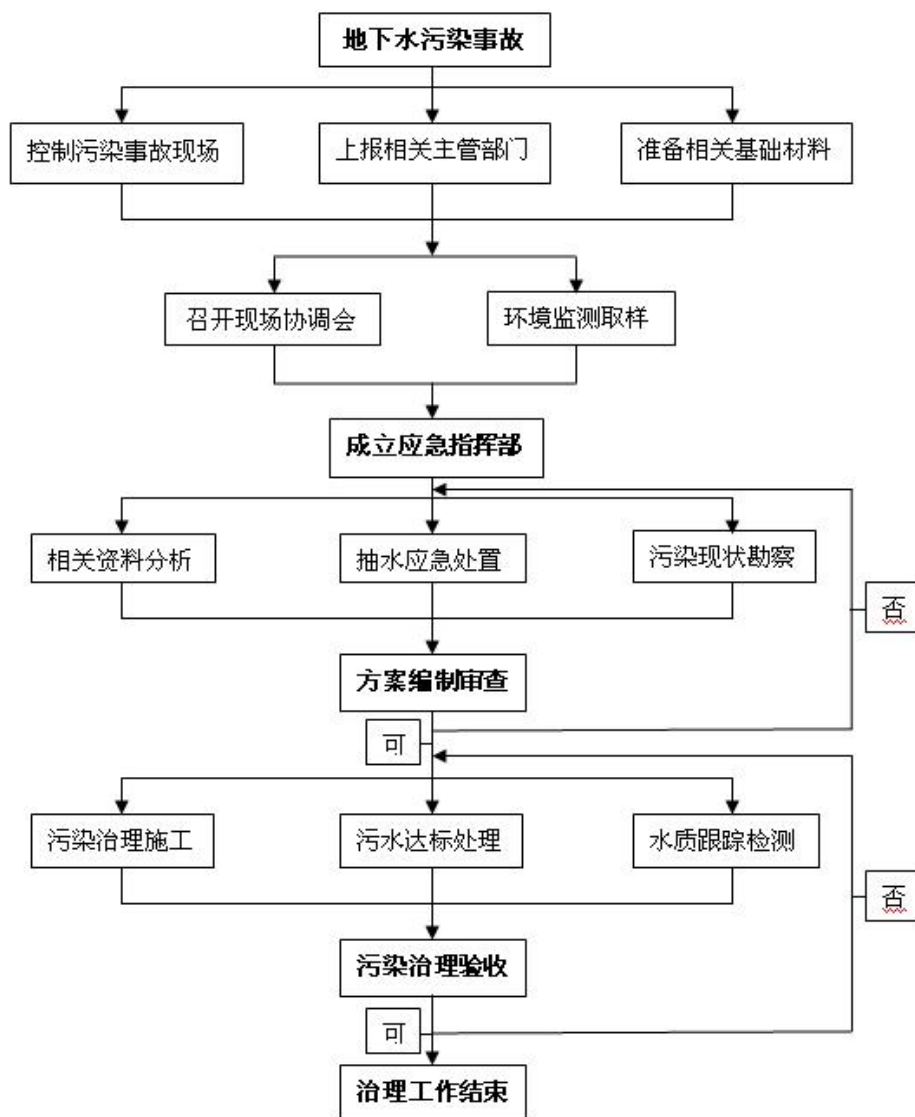 地下水污染事故
控制污染事故现场
上报相关主管部门
准备相关基础材料
召开现场协调会
环境监测取样
成立应急指挥部
相关资料分析
抽水应急处置
污染现状勘察
否
方案编制审查
可
污染治理施工
污水达标处理
水质跟踪检测
否
污染治理验收
可
治理工作结束